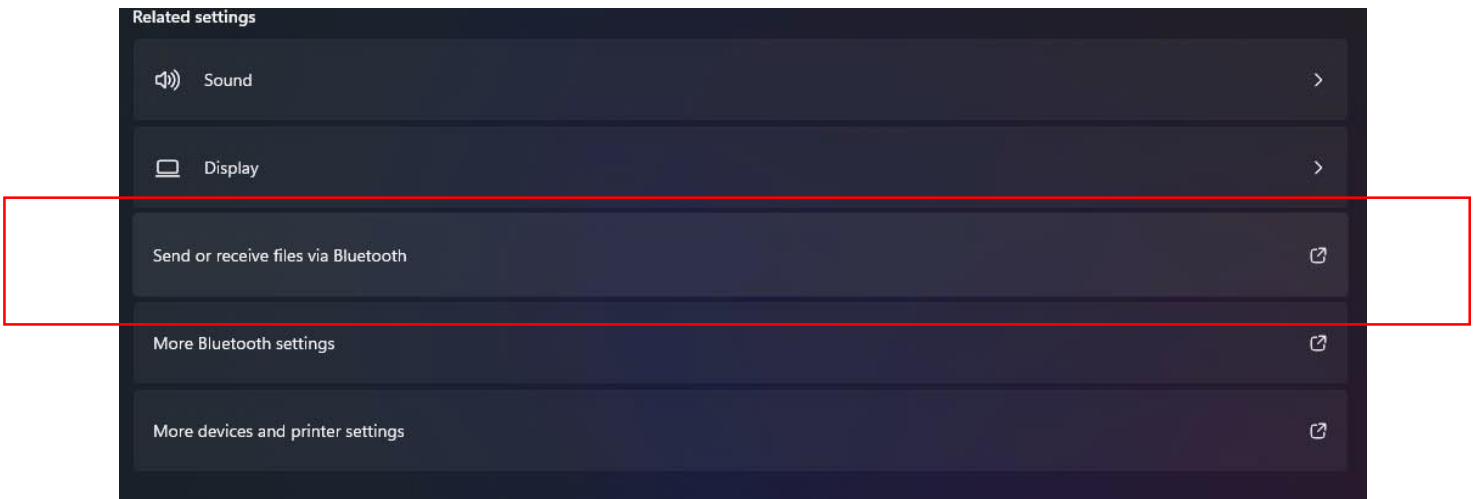 Related settings
Sound
Display
Send or receive files via Bluetooth
More Bluetooth settings
More devices and printer settings